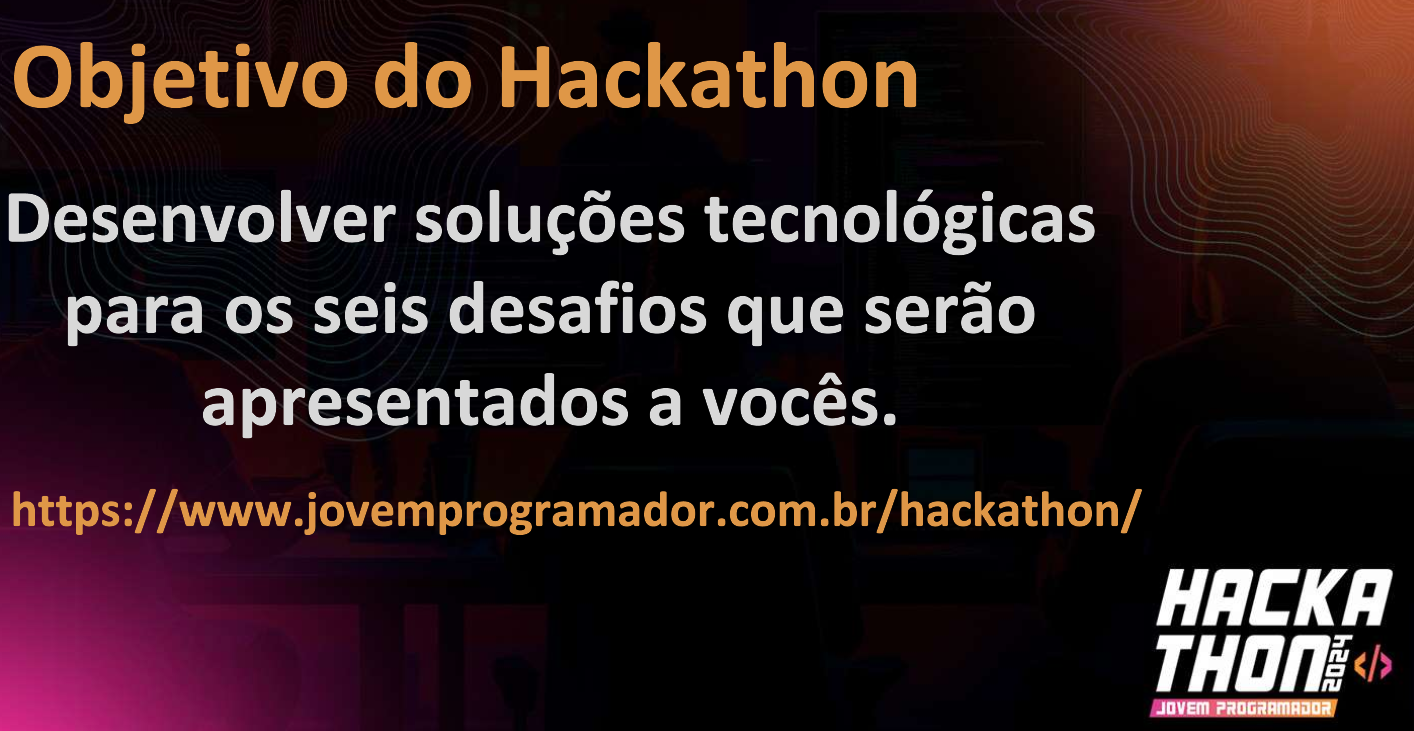 Objetivo do Hackathon
Desenvolver soluções tecnológicas
para os seis desafios que serão
apresentados a vocês.
https://www.jovemprogramador.com.br/hackathon/
HACKA
THON 2024 </>
JOVEM PROGRAMADOR